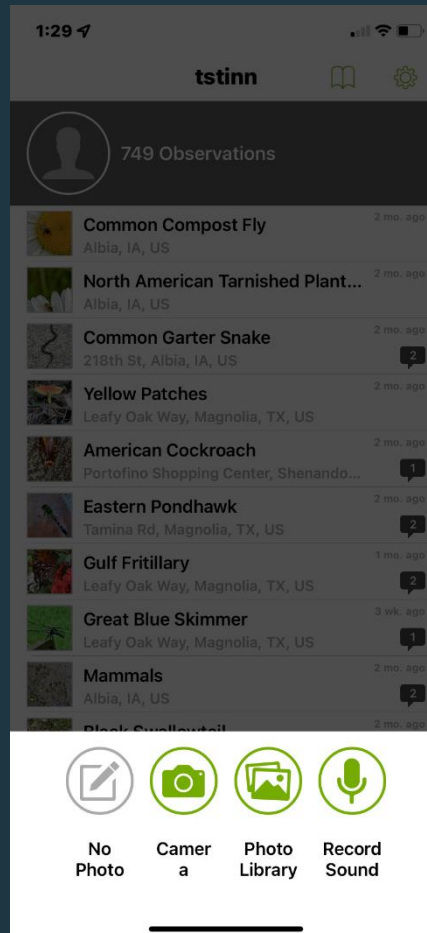 1:29
tstinn
749 Observations
2 mo. ago
Common Compost Fly
Albia, IA, US
2 mo. ago
North American Tarnished Plant...
Albia, IA, US
2 mo. ago
Common Garter Snake
218th St, Albia, IA, US
2
2 mo. ago
Yellow Patches
Leafy Oak Way, Magnolia, TX, US
2 mo. ago
American Cockroach
Portofino Shopping Center, Shenando...
1
2 mo. ago
Eastern Pondhawk
Tamina Rd, Magnolia, TX, US
2
1 mo. ago
Gulf Fritillary
Leafy Oak Way, Magnolia, TX, US
2
3 wk. ago
Great Blue Skimmer
Leafy Oak Way, Magnolia, TX, US
1
2 mo. ago
Mammals
Albia, IA, US
2
2 mo. ago
Black Swallowtail
No
Photo
Camer
a
Photo
Library
Record
Sound